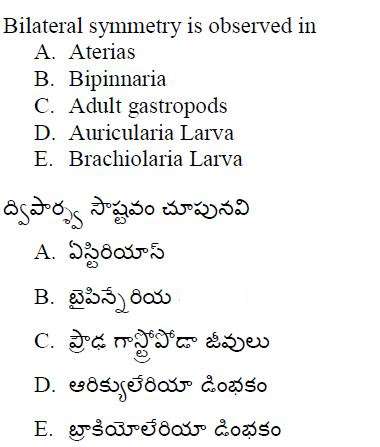 Bilateral symmetry is observed in
A. Aterias
B. Bipinnaria
C. Adult gastropods
D. Auricularia Larva
E. Brachiolaria Larva
ద్విపార్శ్వ సౌష్టవం చూపునవి
A. ఏస్టిరియాస్
B. బైపిన్నేరియ
C. ప్రౌఢ గాస్ట్రోపోడా జీవులు
D. ఆరిక్యులేరియా డింభకం
E. బ్రాకియోలేరియా డింభకం